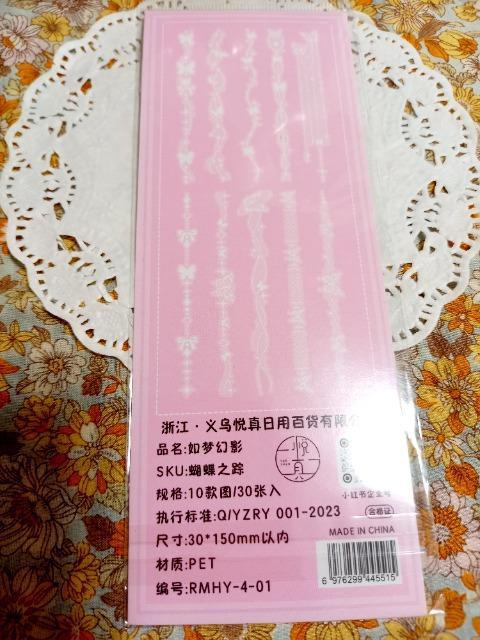 浙江·义乌悦真日用百货有限公
品名:如梦幻影
SKU:蝴蝶之踪
规格:10款图/30张入
悦真
小红书企业号
执行标准:Q/YZRY 001-2023
合格证
尺寸:30*150mm以内
MADE IN CHINA
材质:PET
编号:RMHY-4-01
6 976299 445515